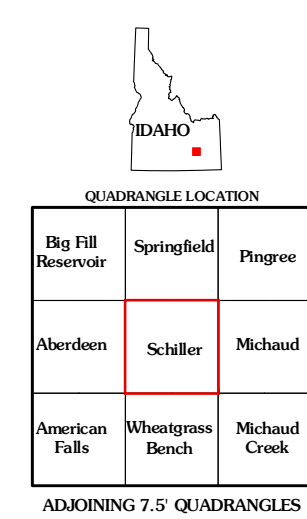 IDAHO
QUADRANGLE LOCATION
Big Fill
Reservoir
Springfield
Pingree
Aberdeen
Schiller
Michaud
American
Falls
Wheatgrass
Bench
Michaud
Creek
ADJOINING 7.5' QUADRANGLES